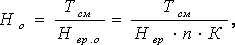 Н о = Т см / Н вр . о = Т см / Н вр · п · К ,